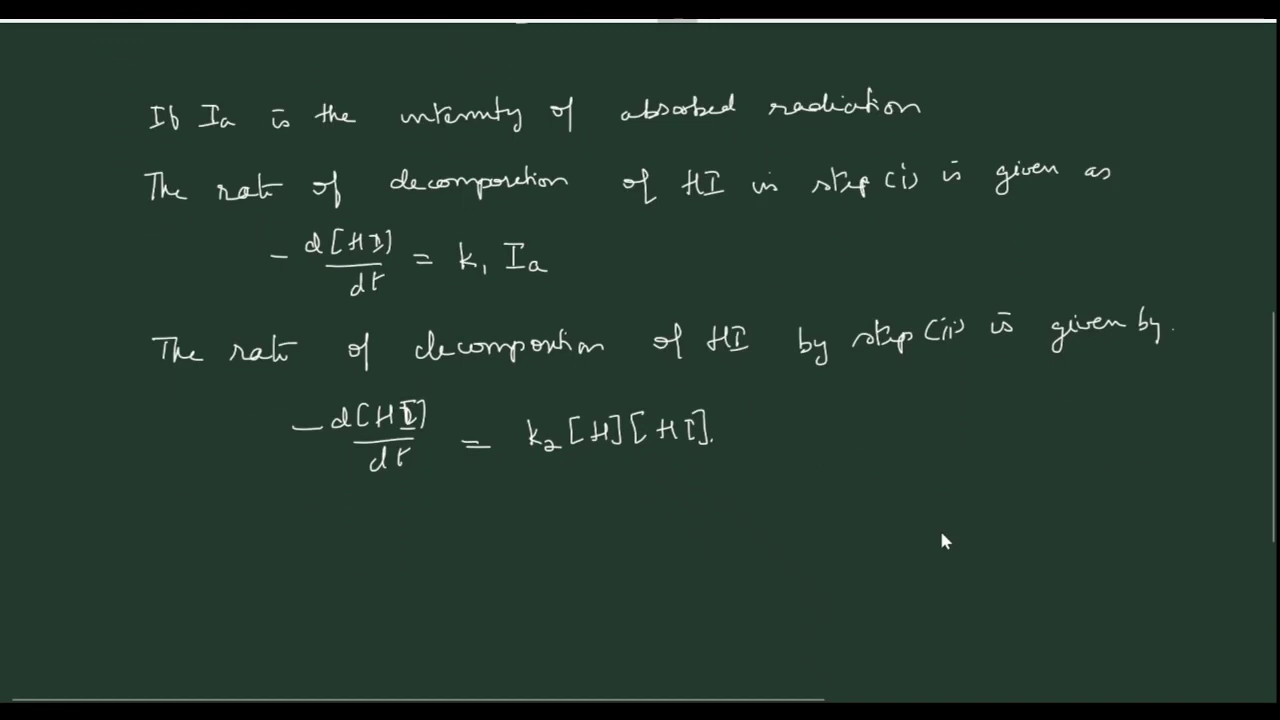 If Ia is the intensity of absorbed radiation
The rate of decomposition of HI in step (i) is given as
- d[HI]/dt = k₁ Ia
The rate of decomposition of HI by step (ii) is given by.
- d[HI]/dt = k₂ [H][HI].